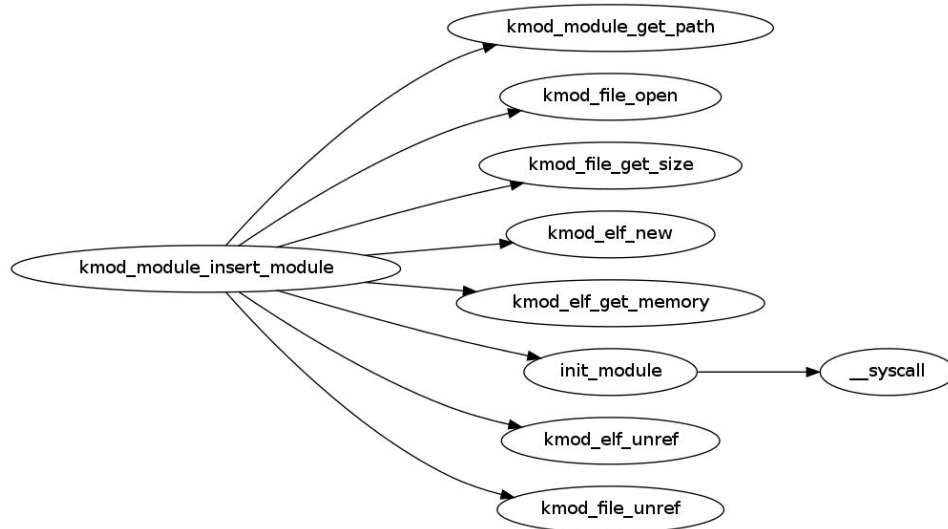 kmod_module_get_path
kmod_file_open
kmod_file_get_size
kmod_elf_new
kmod_module_insert_module
kmod_elf_get_memory
init_module
__syscall
kmod_elf_unref
kmod_file_unref